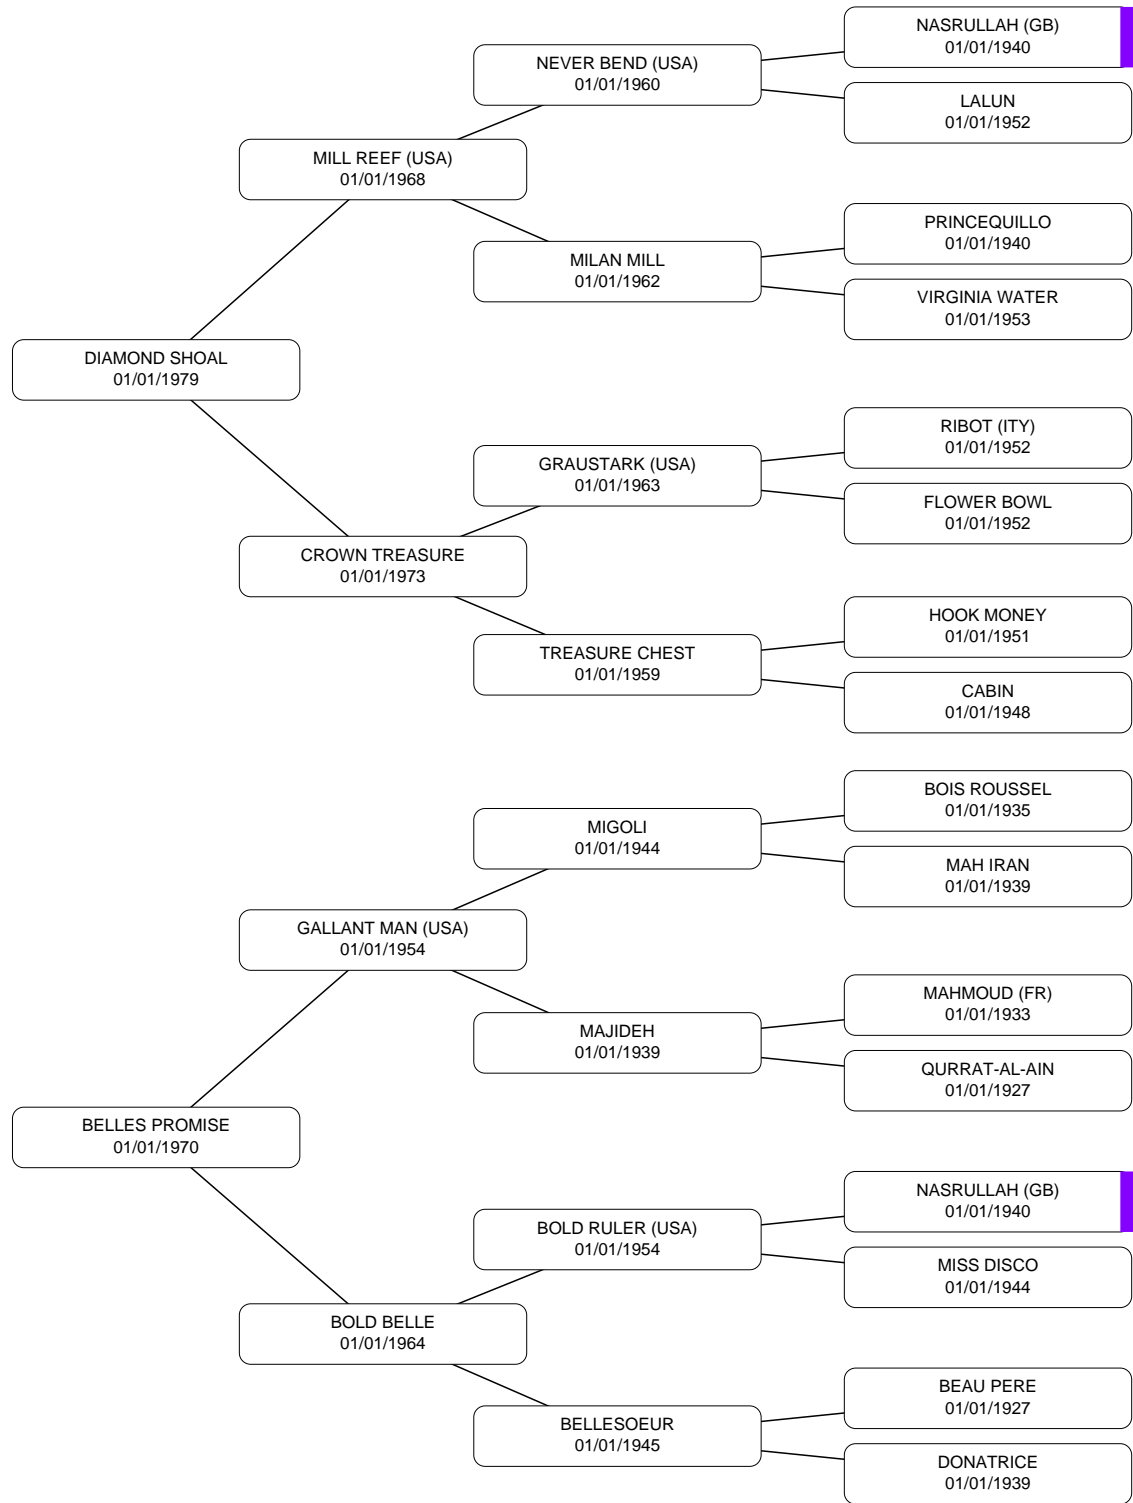 NASRULLAH (GB)
01/01/1940
NEVER BEND (USA)
01/01/1960
LALUN
01/01/1952
MILL REEF (USA)
01/01/1968
PRINCEQUILLO
01/01/1940
MILAN MILL
01/01/1962
VIRGINIA WATER
01/01/1953
DIAMOND SHOAL
01/01/1979
RIBOT (ITY)
01/01/1952
GRAUSTARK (USA)
01/01/1963
FLOWER BOWL
01/01/1952
CROWN TREASURE
01/01/1973
HOOK MONEY
01/01/1951
TREASURE CHEST
01/01/1959
CABIN
01/01/1948
BOIS ROUSSEL
01/01/1935
MIGOLI
01/01/1944
MAH IRAN
01/01/1939
GALLANT MAN (USA)
01/01/1954
MAHMOUD (FR)
01/01/1933
MAJIDEH
01/01/1939
QURRAT-AL-AIN
01/01/1927
BELLES PROMISE
01/01/1970
NASRULLAH (GB)
01/01/1940
BOLD RULER (USA)
01/01/1954
MISS DISCO
01/01/1944
BOLD BELLE
01/01/1964
BEAU PERE
01/01/1927
BELLESOEUR
01/01/1945
DONATRICE
01/01/1939